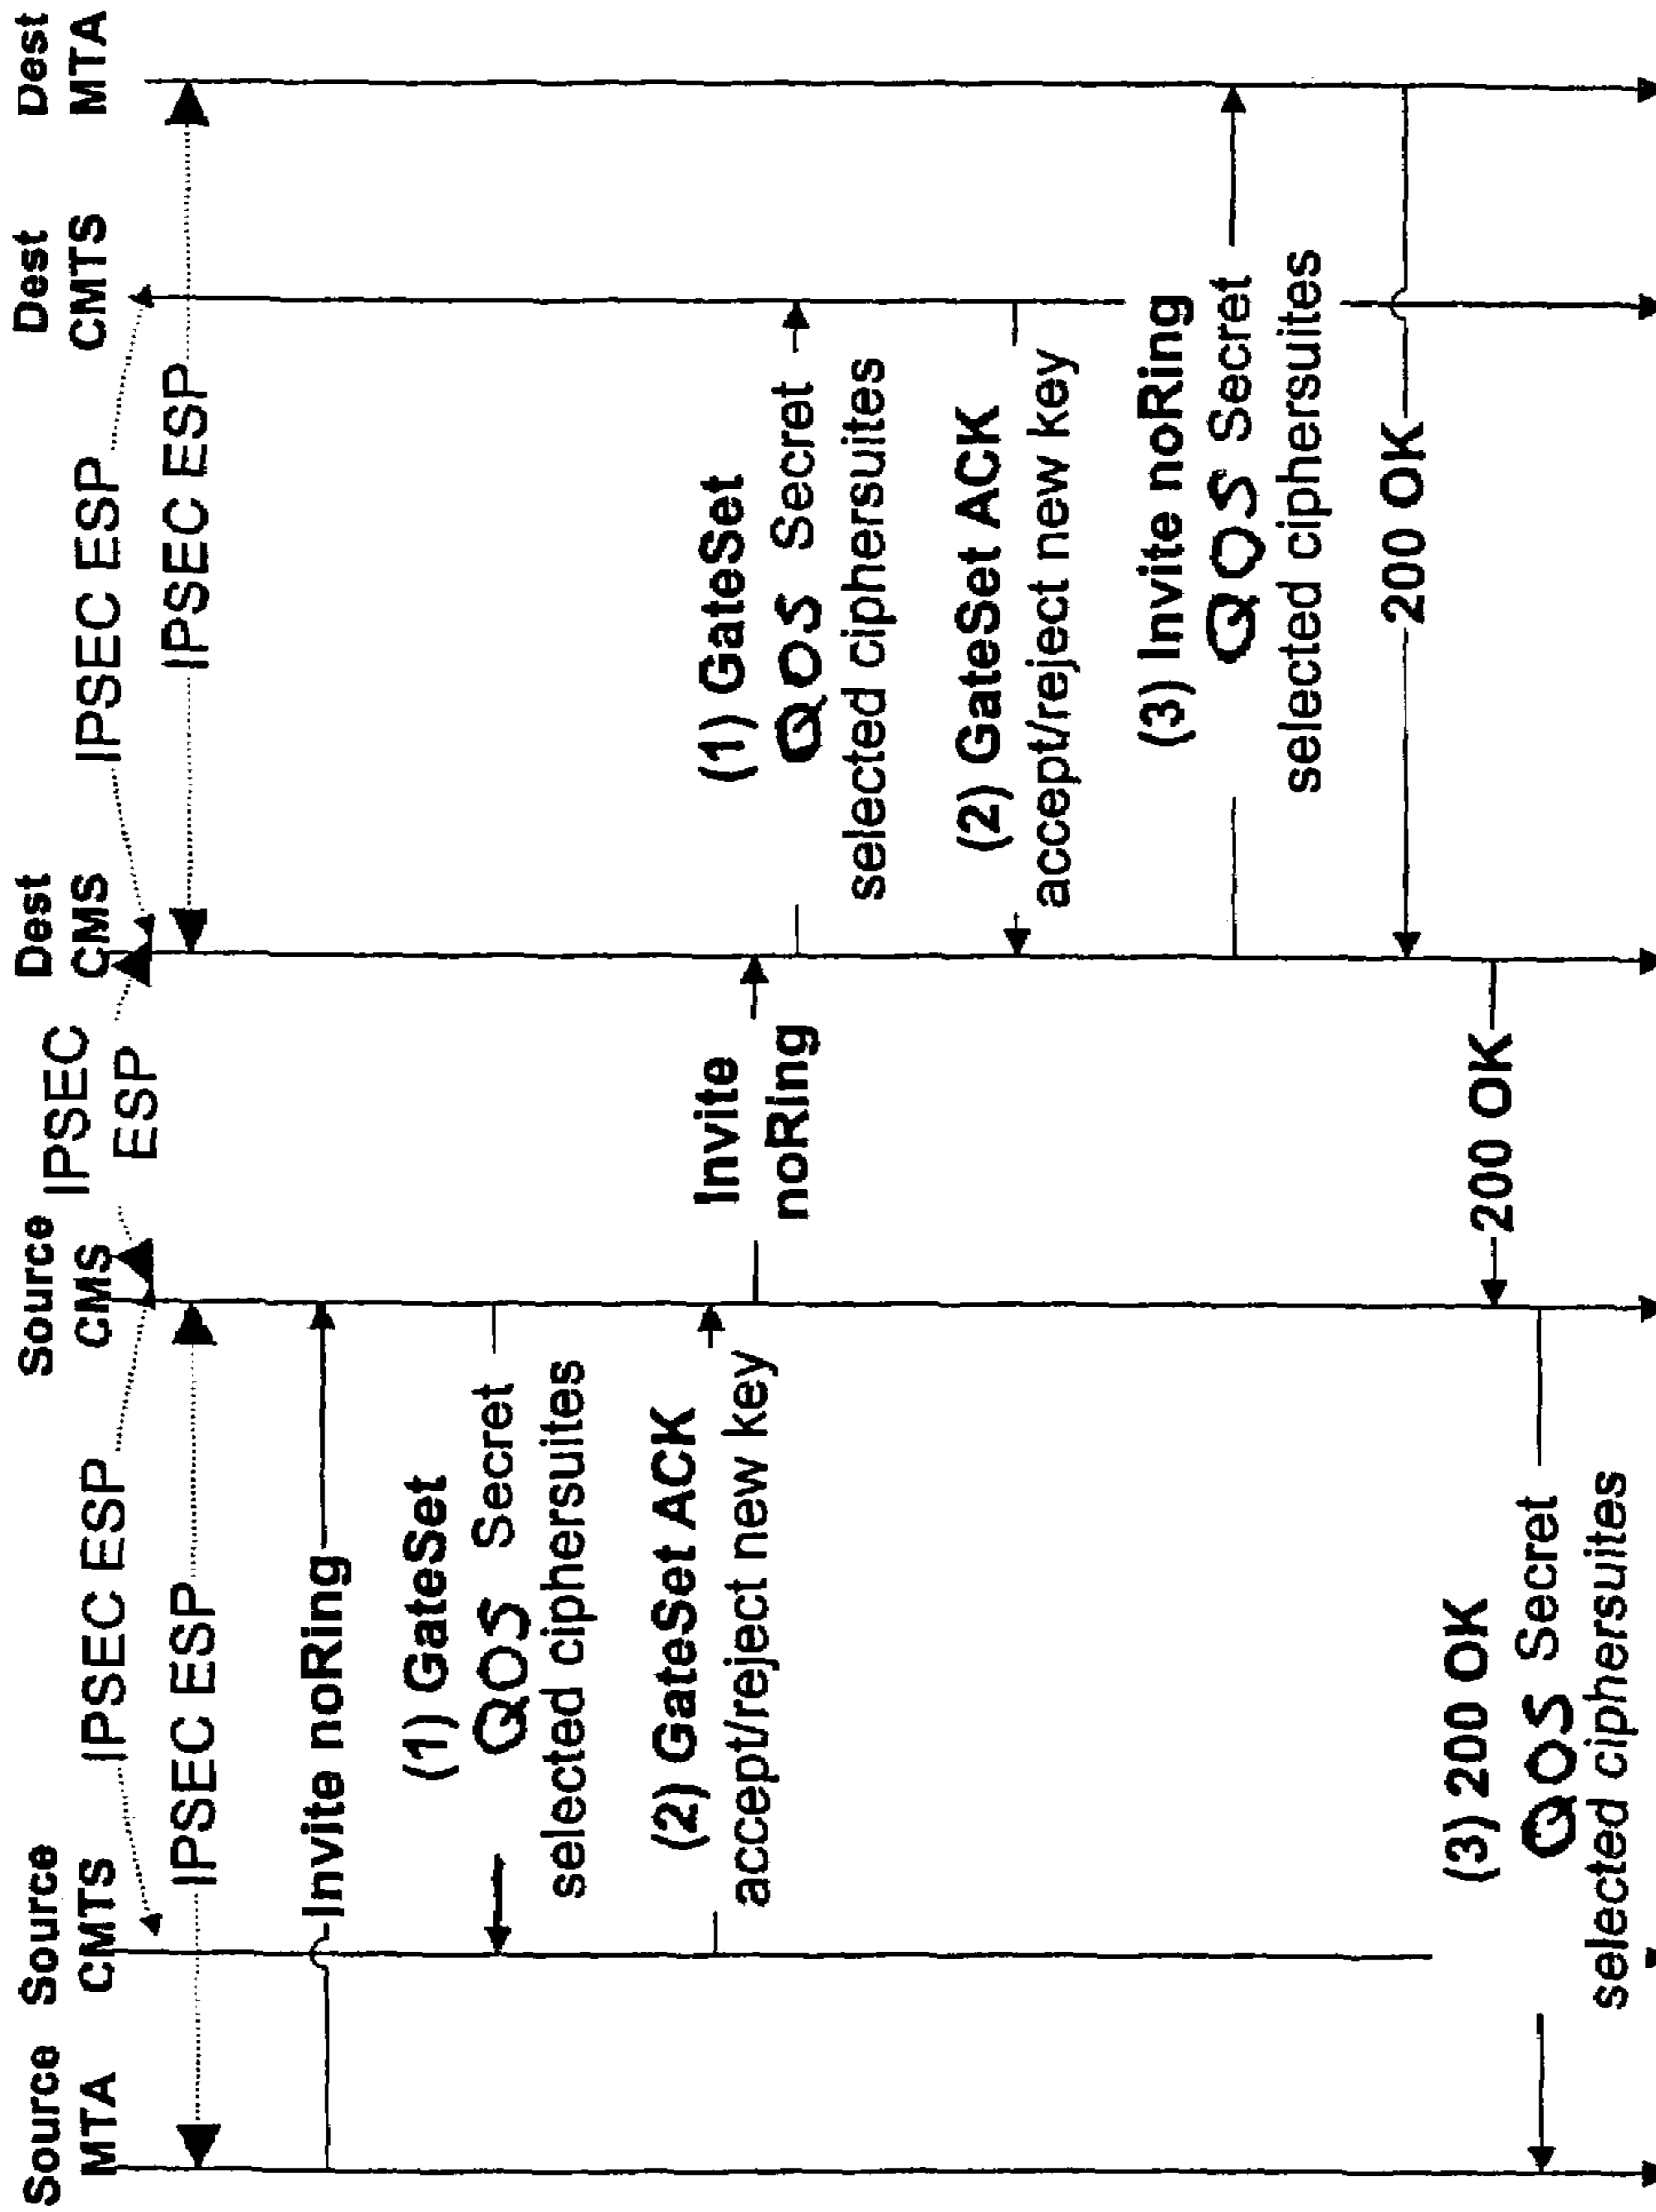 Source
MTA
Source
CMTS
Source
CMS
Dest
CMS
Dest
CMTS
Dest
MTA
IPSEC ESP
IPSEC
ESP
IPSEC ESP
IPSEC ESP
IPSEC ESP
Invite noRing
(1) GateSet
QOS Secret
selected ciphersuites
(2) GateSet ACK
accept/reject new key
Invite
noRing
(1) GateSet
QOS Secret
selected ciphersuites
(2) GateSet ACK
accept/reject new key
(3) Invite noRing
QOS Secret
selected ciphersuites
200 OK
200 OK
(3) 200 OK
QOS Secret
selected ciphersuites